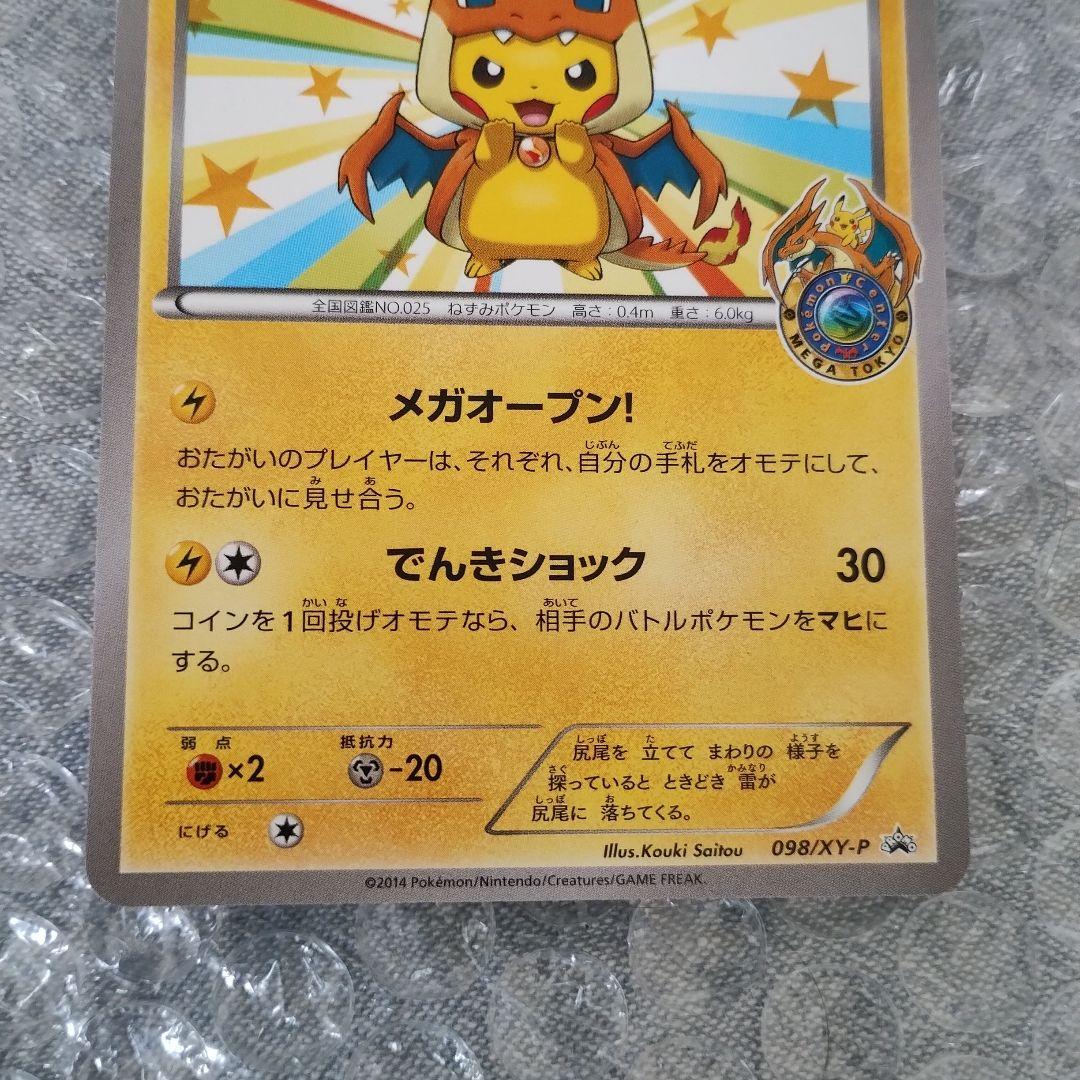 全国図鑑NO.025 ねずみポケモン 高さ:0.4m 重さ:6.0kg
Pokémon Center
MEGA TOKYO
メガオープン!
おたがいのプレイヤーは、それぞれ、自分の手札をオモテにして、
おたがいに見せ合う。
でんきショック 30
コインを1回投げオモテなら、相手のバトルポケモンをマヒに
する。
弱点 抵抗力
×2 -20
にげる
尻尾を 立てて まわりの 様子を
探っていると ときどき 雷が
尻尾に 落ちてくる。
Illus.Kouki Saitou 098/XY-P
©2014 Pokémon/Nintendo/Creatures/GAME FREAK.